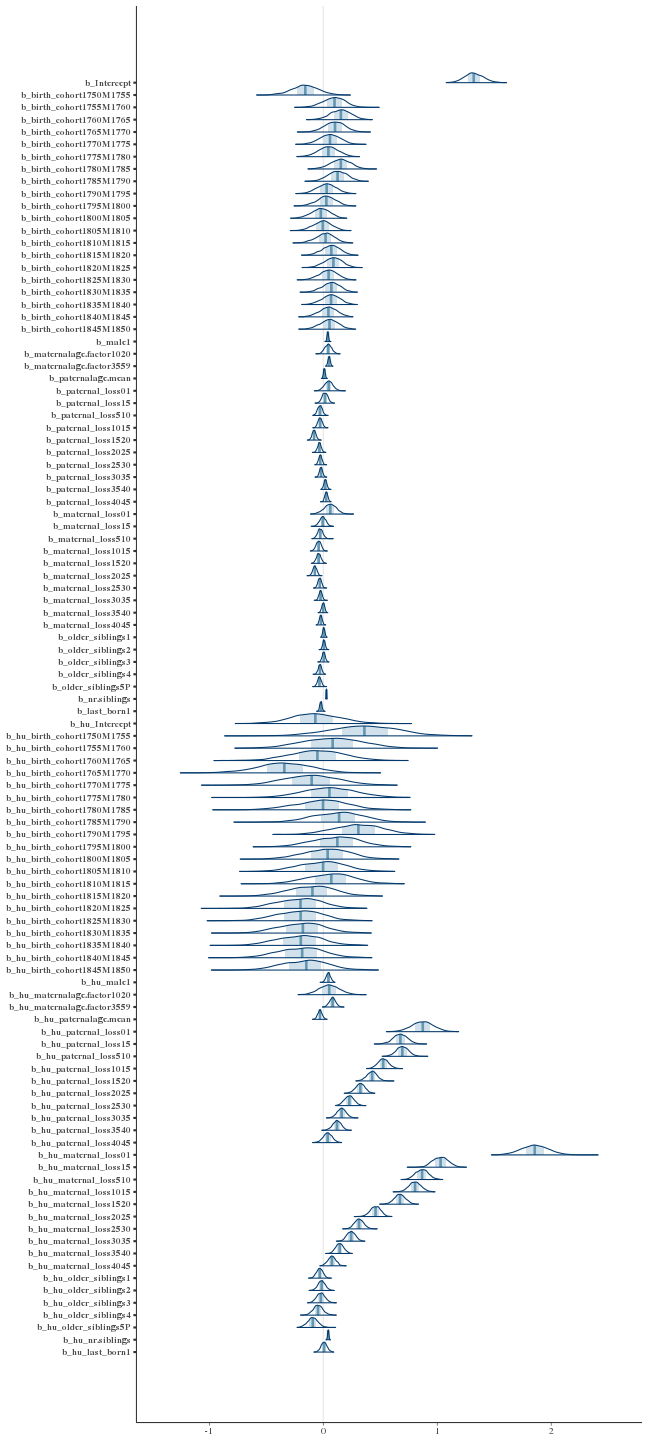 b_Intercept
b_birth_cohort1750M1755
b_birth_cohort1755M1760
b_birth_cohort1760M1765
b_birth_cohort1765M1770
b_birth_cohort1770M1775
b_birth_cohort1775M1780
b_birth_cohort1780M1785
b_birth_cohort1785M1790
b_birth_cohort1790M1795
b_birth_cohort1795M1800
b_birth_cohort1800M1805
b_birth_cohort1805M1810
b_birth_cohort1810M1815
b_birth_cohort1815M1820
b_birth_cohort1820M1825
b_birth_cohort1825M1830
b_birth_cohort1830M1835
b_birth_cohort1835M1840
b_birth_cohort1840M1845
b_birth_cohort1845M1850
b_male1
b_maternalage.factor1020
b_maternalage.factor3559
b_paternalage.mean
b_paternal_loss01
b_paternal_loss15
b_paternal_loss510
b_paternal_loss1015
b_paternal_loss1520
b_paternal_loss2025
b_paternal_loss2530
b_paternal_loss3035
b_paternal_loss3540
b_paternal_loss4045
b_maternal_loss01
b_maternal_loss15
b_maternal_loss510
b_maternal_loss1015
b_maternal_loss1520
b_maternal_loss2025
b_maternal_loss2530
b_maternal_loss3035
b_maternal_loss3540
b_maternal_loss4045
b_older_siblings1
b_older_siblings2
b_older_siblings3
b_older_siblings4
b_older_siblings5P
b_nr.siblings
b_last_born1
b_hu_Intercept
b_hu_birth_cohort1750M1755
b_hu_birth_cohort1755M1760
b_hu_birth_cohort1760M1765
b_hu_birth_cohort1765M1770
b_hu_birth_cohort1770M1775
b_hu_birth_cohort1775M1780
b_hu_birth_cohort1780M1785
b_hu_birth_cohort1785M1790
b_hu_birth_cohort1790M1795
b_hu_birth_cohort1795M1800
b_hu_birth_cohort1800M1805
b_hu_birth_cohort1805M1810
b_hu_birth_cohort1810M1815
b_hu_birth_cohort1815M1820
b_hu_birth_cohort1820M1825
b_hu_birth_cohort1825M1830
b_hu_birth_cohort1830M1835
b_hu_birth_cohort1835M1840
b_hu_birth_cohort1840M1845
b_hu_birth_cohort1845M1850
b_hu_male1
b_hu_maternalage.factor1020
b_hu_maternalage.factor3559
b_hu_paternalage.mean
b_hu_paternal_loss01
b_hu_paternal_loss15
b_hu_paternal_loss510
b_hu_paternal_loss1015
b_hu_paternal_loss1520
b_hu_paternal_loss2025
b_hu_paternal_loss2530
b_hu_paternal_loss3035
b_hu_paternal_loss3540
b_hu_paternal_loss4045
b_hu_maternal_loss01
b_hu_maternal_loss15
b_hu_maternal_loss510
b_hu_maternal_loss1015
b_hu_maternal_loss1520
b_hu_maternal_loss2025
b_hu_maternal_loss2530
b_hu_maternal_loss3035
b_hu_maternal_loss3540
b_hu_maternal_loss4045
b_hu_older_siblings1
b_hu_older_siblings2
b_hu_older_siblings3
b_hu_older_siblings4
b_hu_older_siblings5P
b_hu_nr.siblings
b_hu_last_born1
-1 0 1 2